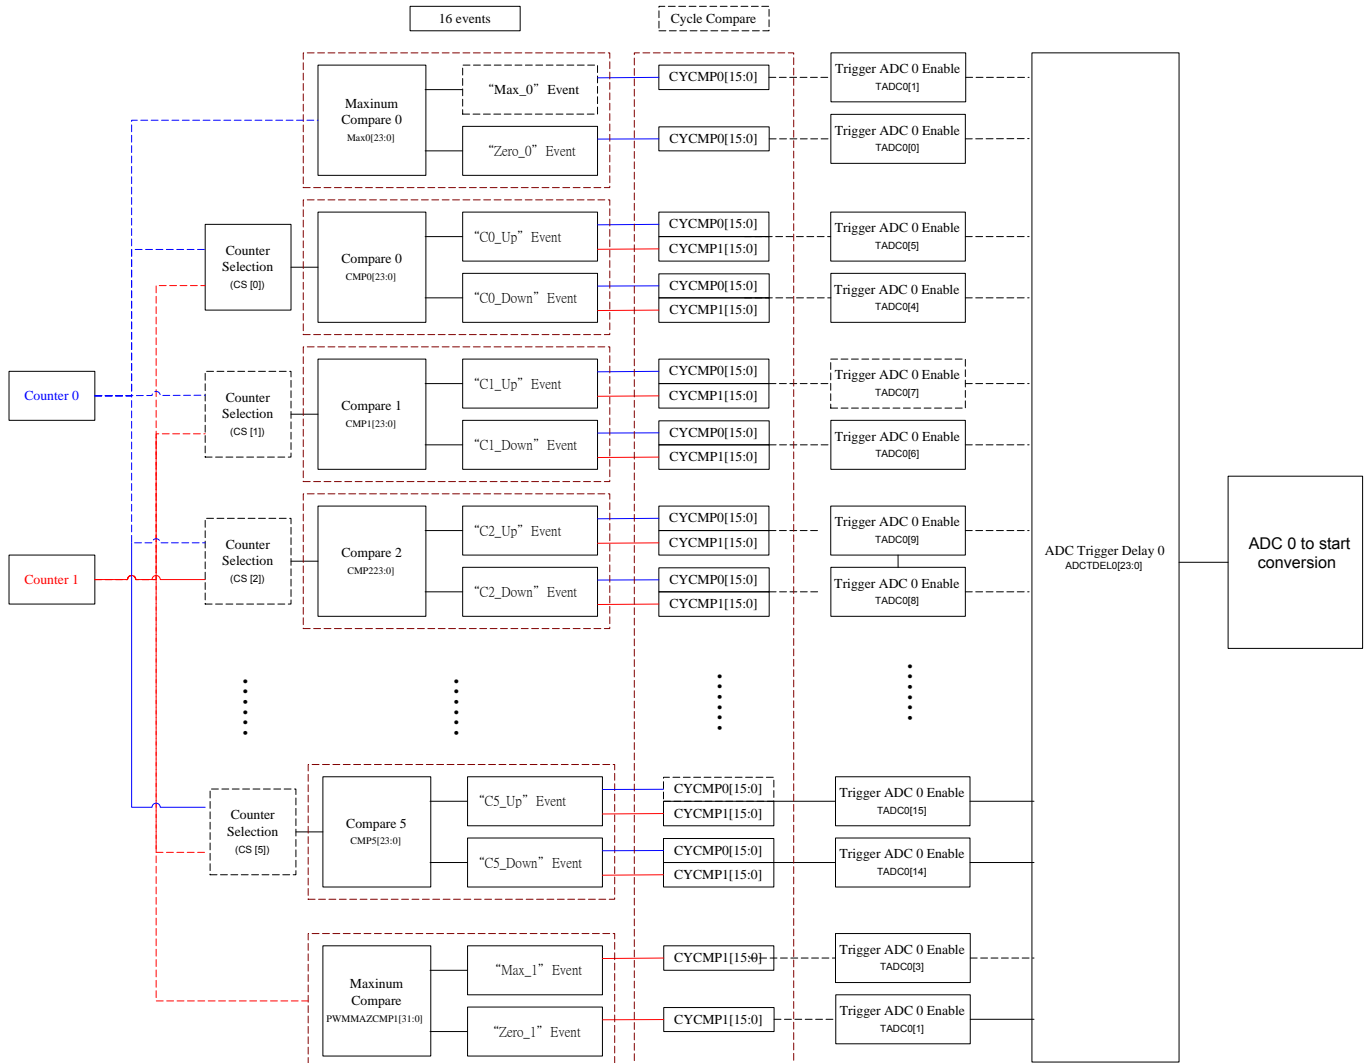 16 events
Cycle Compare
Maxinum
Compare 0
Max0[23:0]
“Max_0” Event
CYCMP0[15:0]
Trigger ADC 0 Enable
TADC0[1]
“Zero_0” Event
CYCMP0[15:0]
Trigger ADC 0 Enable
TADC0[0]
Counter
Selection
(CS [0])
Compare 0
CMP0[23:0]
“C0_Up” Event
CYCMP0[15:0]
CYCMP1[15:0]
Trigger ADC 0 Enable
TADC0[5]
“C0_Down” Event
CYCMP0[15:0]
CYCMP1[15:0]
Trigger ADC 0 Enable
TADC0[4]
Counter 0
Counter
Selection
(CS [1])
Compare 1
CMP1[23:0]
“C1_Up” Event
CYCMP0[15:0]
CYCMP1[15:0]
Trigger ADC 0 Enable
TADC0[7]
“C1_Down” Event
CYCMP0[15:0]
CYCMP1[15:0]
Trigger ADC 0 Enable
TADC0[6]
Counter 1
Counter
Selection
(CS [2])
Compare 2
CMP223:0]
“C2_Up” Event
CYCMP0[15:0]
CYCMP1[15:0]
Trigger ADC 0 Enable
TADC0[9]
“C2_Down” Event
CYCMP0[15:0]
CYCMP1[15:0]
Trigger ADC 0 Enable
TADC0[8]
ADC Trigger Delay 0
ADCTDEL0[23:0]
ADC 0 to start
conversion
Counter
Selection
(CS [5])
Compare 5
CMP5[23:0]
“C5_Up” Event
CYCMP0[15:0]
CYCMP1[15:0]
Trigger ADC 0 Enable
TADC0[15]
“C5_Down” Event
CYCMP0[15:0]
CYCMP1[15:0]
Trigger ADC 0 Enable
TADC0[14]
Maxinum
Compare
PWMMAZCMP1[31:0]
“Max_1” Event
CYCMP1[15:0]
Trigger ADC 0 Enable
TADC0[3]
“Zero_1” Event
CYCMP1[15:0]
Trigger ADC 0 Enable
TADC0[1]